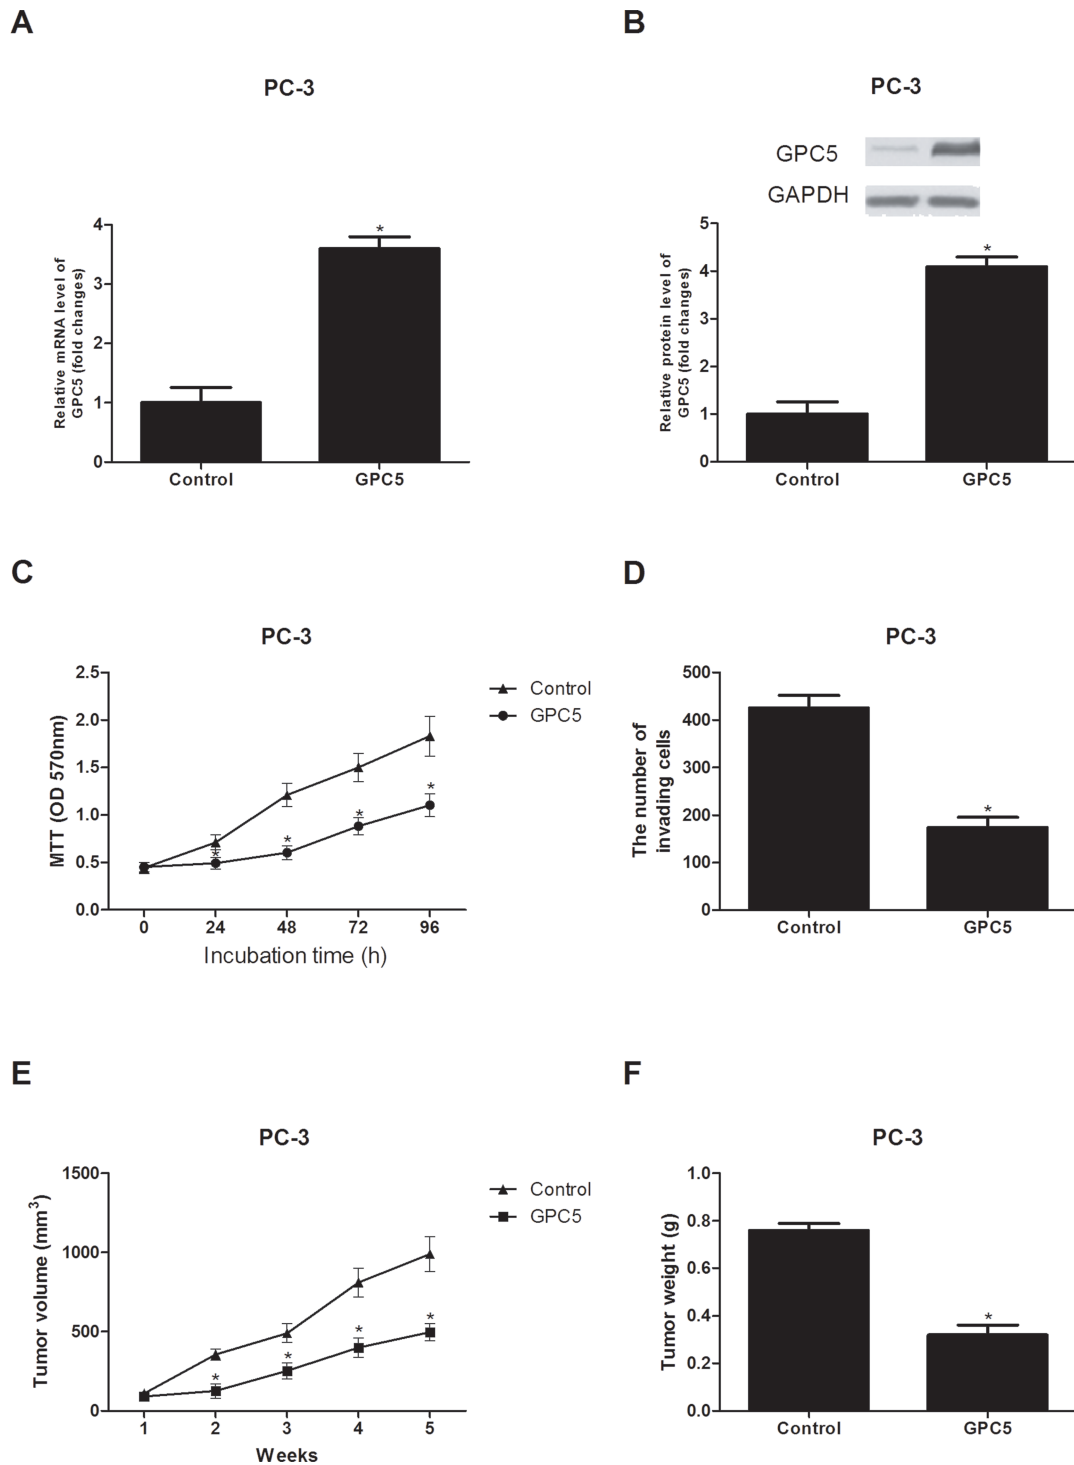 A
PC-3
Relative mRNA level of
GPC5 (fold changes)
4
3
2
1
0
Control
GPC5
*
B
PC-3
GPC5
GAPDH
Relative protein level of
GPC5 (fold changes)
5
4
3
2
1
0
Control
GPC5
*
C
PC-3
MTT (OD 570nm)
2.5
2.0
1.5
1.0
0.5
0.0
0
24
48
72
96
Incubation time (h)
Control
GPC5
*
*
*
*
D
PC-3
The number of
invading cells
500
400
300
200
100
0
Control
GPC5
*
E
PC-3
Tumor volume (mm³)
1500
1000
500
0
1
2
3
4
5
Weeks
Control
GPC5
*
*
*
*
F
PC-3
Tumor weight (g)
1.0
0.8
0.6
0.4
0.2
0.0
Control
GPC5
*